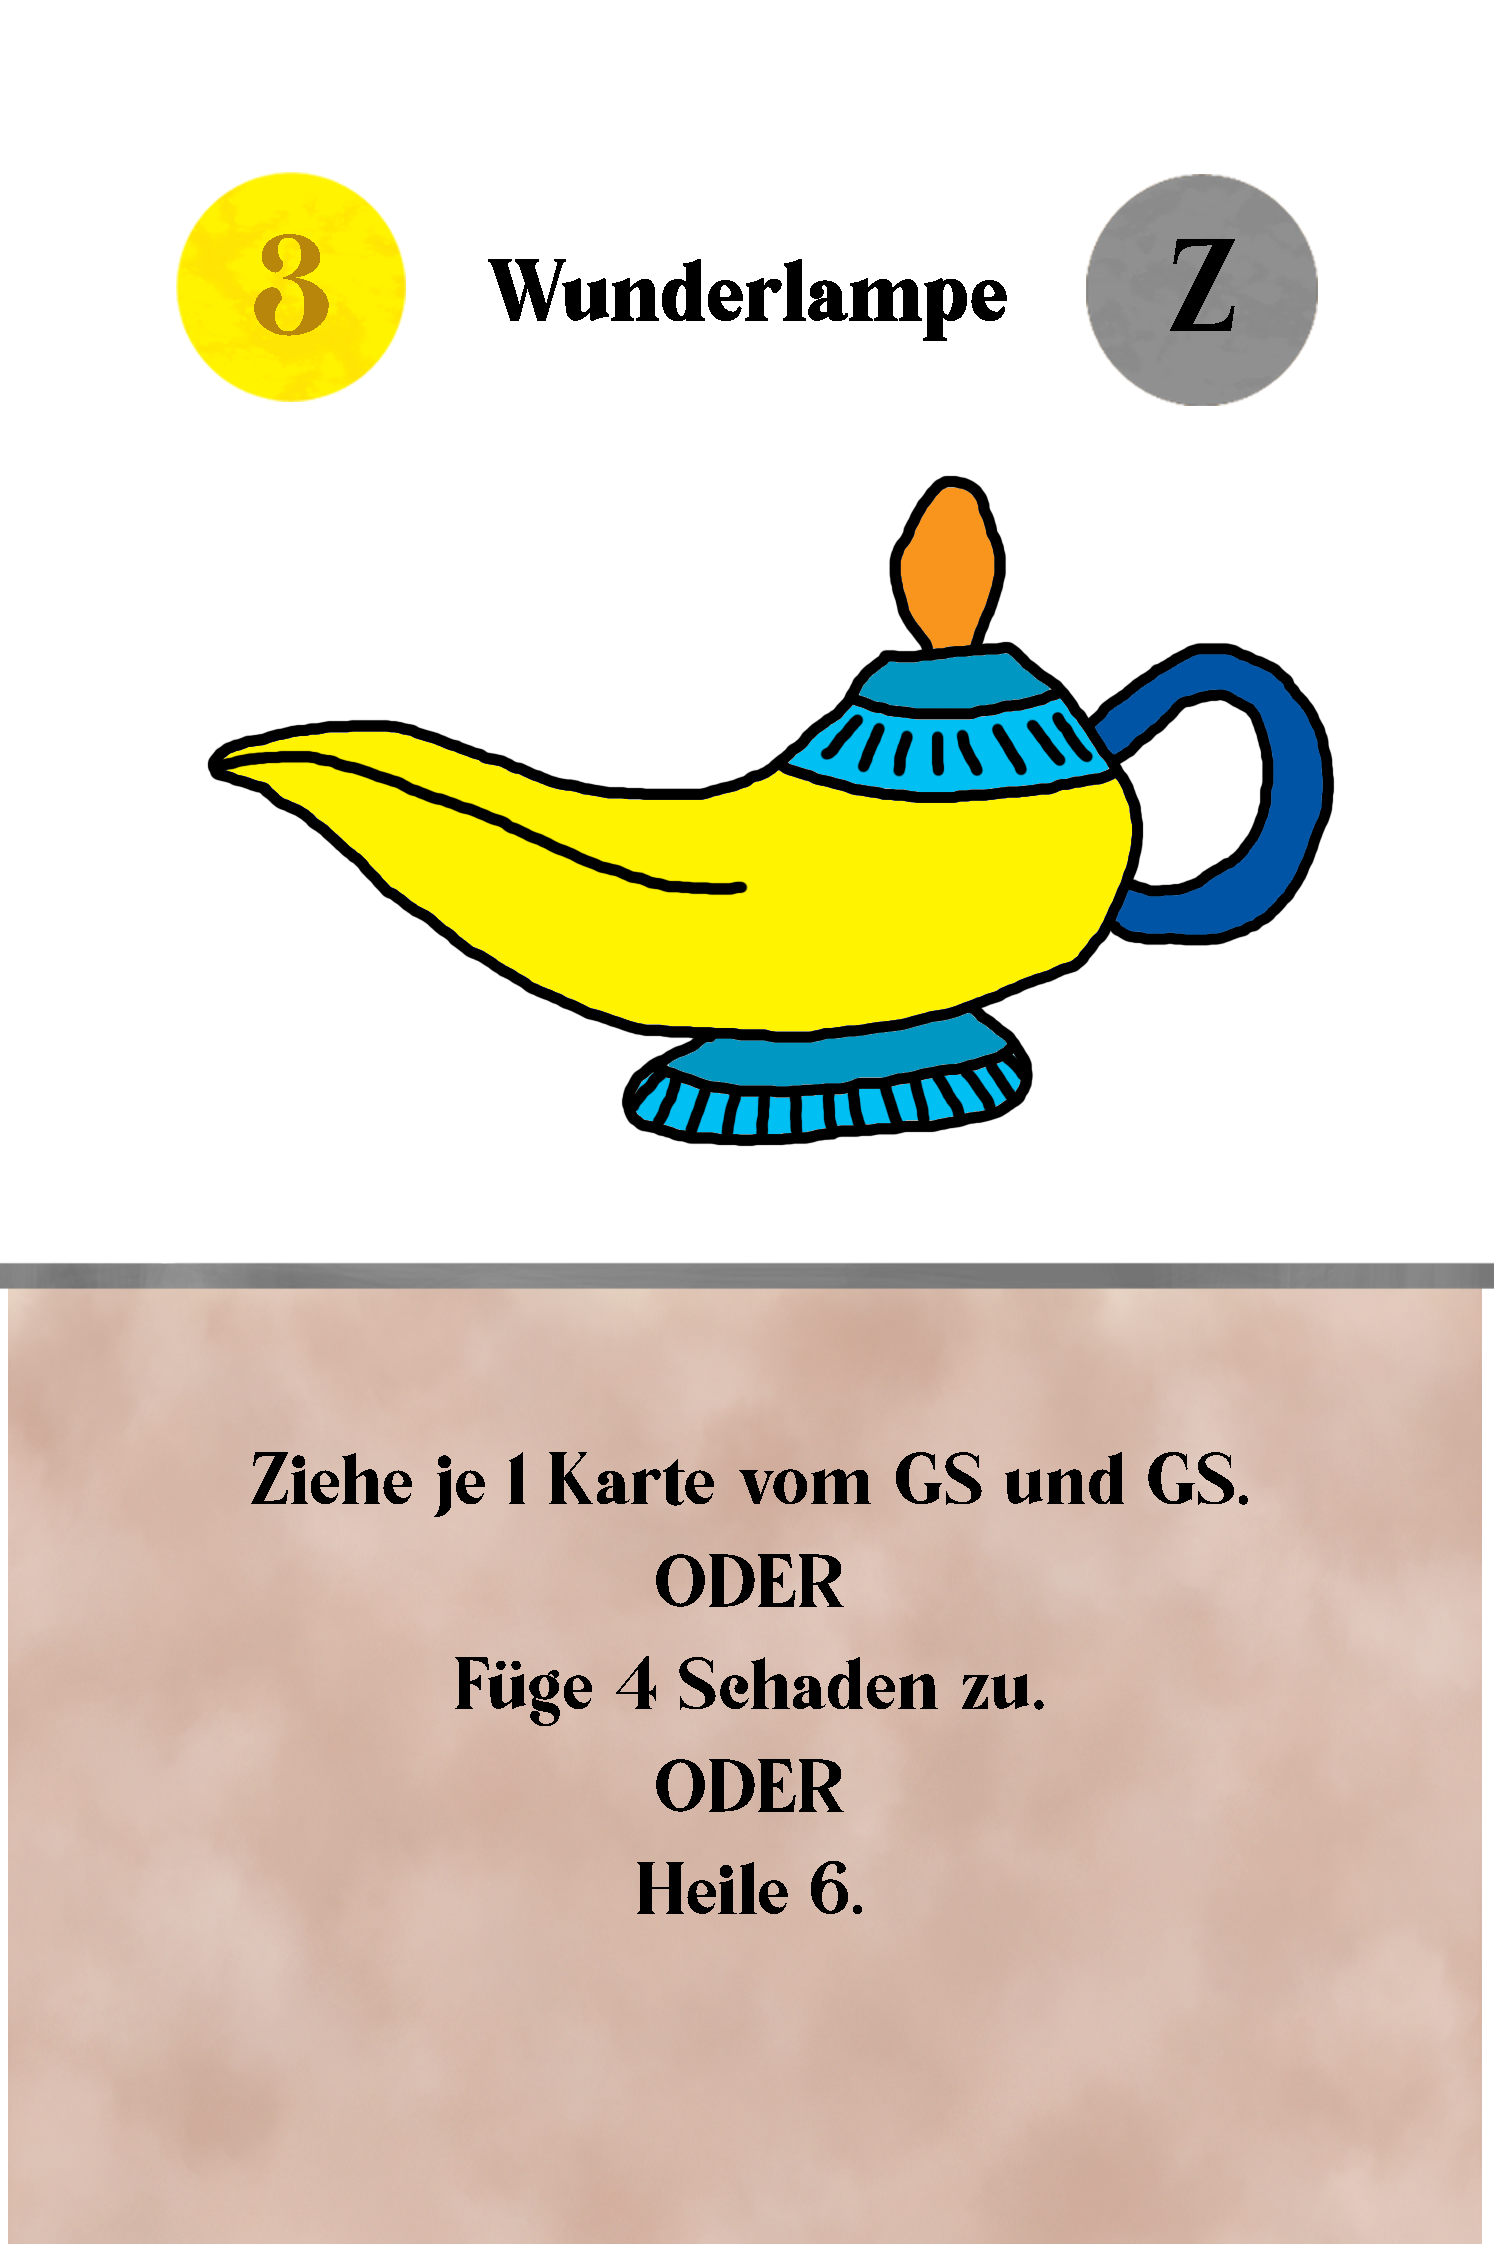 3 Wunderlampe Z
Ziehe je 1 Karte vom GS und GS.
ODER
Füge 4 Schaden zu.
ODER
Heile 6.